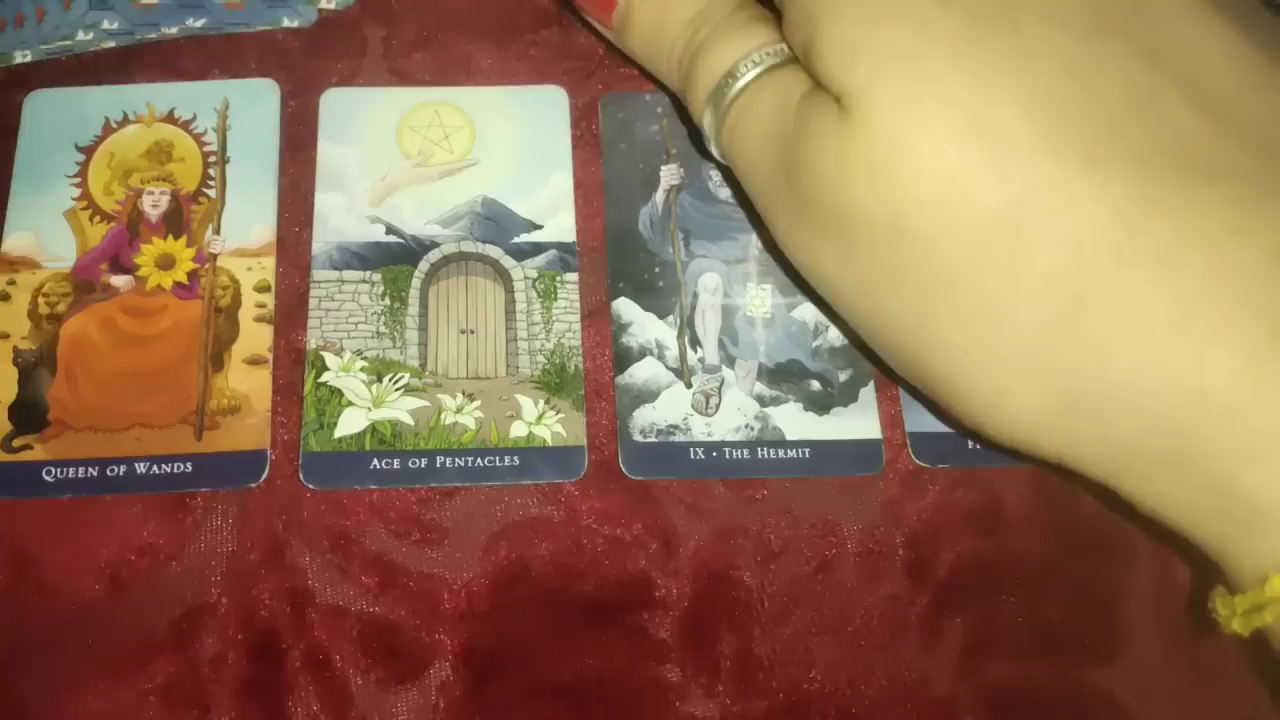 QUEEN OF WANDS
ACE OF PENTACLES
IX • THE HERMIT